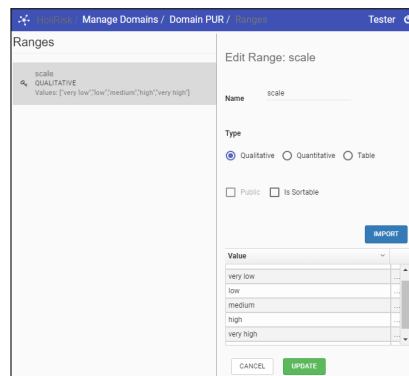 HoliRisk / Manage Domains / Domain PUR / Ranges
Tester
Ranges
scale
QUALITATIVE
Values: ["very low","low","medium","high","very high"]
Edit Range: scale
Name
scale
Type
Qualitative
Quantitative
Table
Public
Is Sortable
IMPORT
Value
very low
...
low
...
medium
...
high
...
very high
...
CANCEL
UPDATE